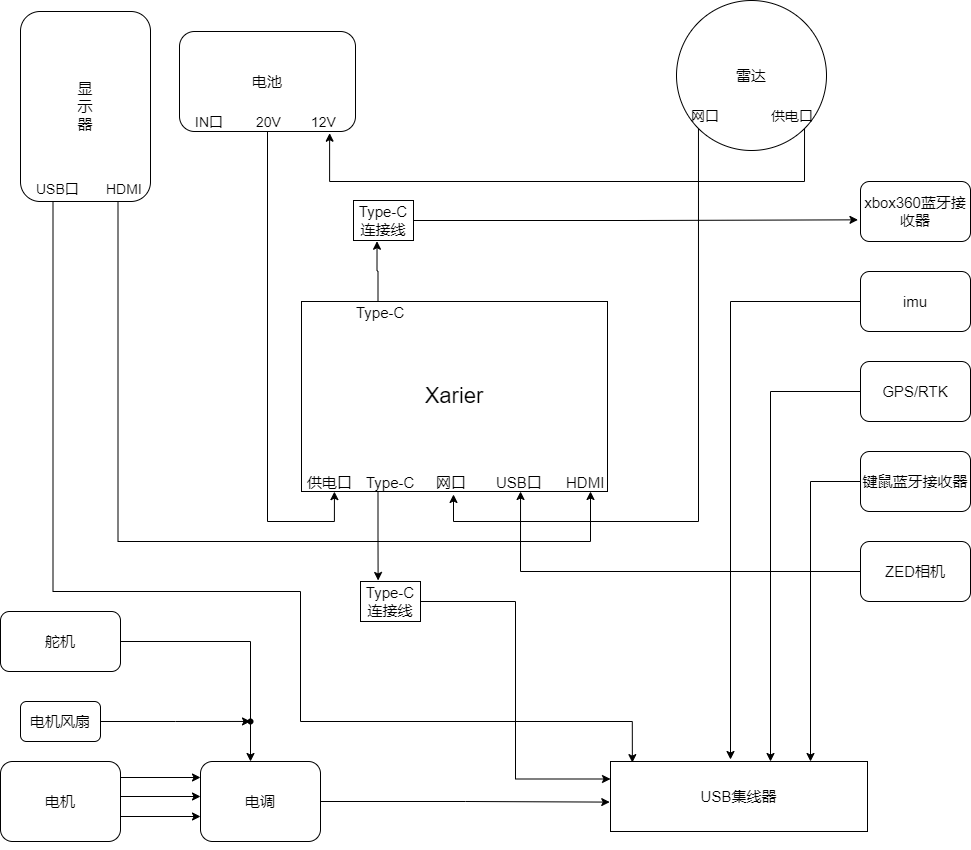 显
示
器
USB口
HDMI
电池
IN口
20V
12V
雷达
网口
供电口
Type-C
连接线
xbox360蓝牙接
收器
Type-C
imu
Xarier
GPS/RTK
供电口
Type-C
网口
USB口
HDMI
键鼠蓝牙接收器
ZED相机
Type-C
连接线
舵机
电机风扇
电机
电调
USB集线器